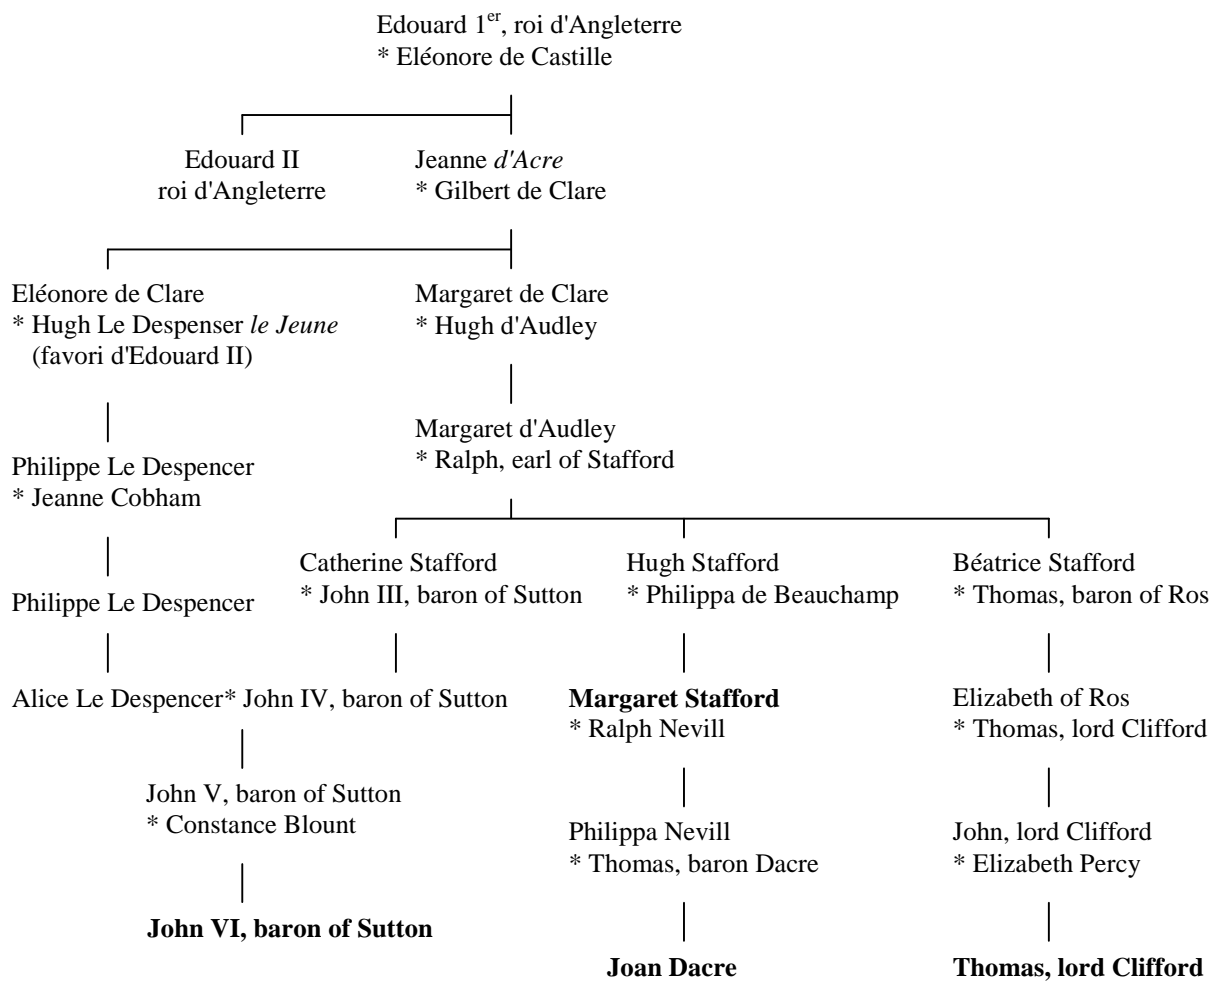 Edouard 1er, roi d'Angleterre
* Eléonore de Castille
Edouard II
roi d'Angleterre
Jeanne d'Acre
* Gilbert de Clare
Eléonore de Clare
* Hugh Le Despenser le Jeune
(favori d'Edouard II)
Margaret de Clare
* Hugh d'Audley
Margaret d'Audley
* Ralph, earl of Stafford
Philippe Le Despencer
* Jeanne Cobham
Catherine Stafford
* John III, baron of Sutton
Hugh Stafford
* Philippa de Beauchamp
Béatrice Stafford
* Thomas, baron of Ros
Philippe Le Despencer
Alice Le Despencer* John IV, baron of Sutton
Margaret Stafford
* Ralph Nevill
Elizabeth of Ros
* Thomas, lord Clifford
John V, baron of Sutton
* Constance Blount
Philippa Nevill
* Thomas, baron Dacre
John, lord Clifford
* Elizabeth Percy
John VI, baron of Sutton
Joan Dacre
Thomas, lord Clifford